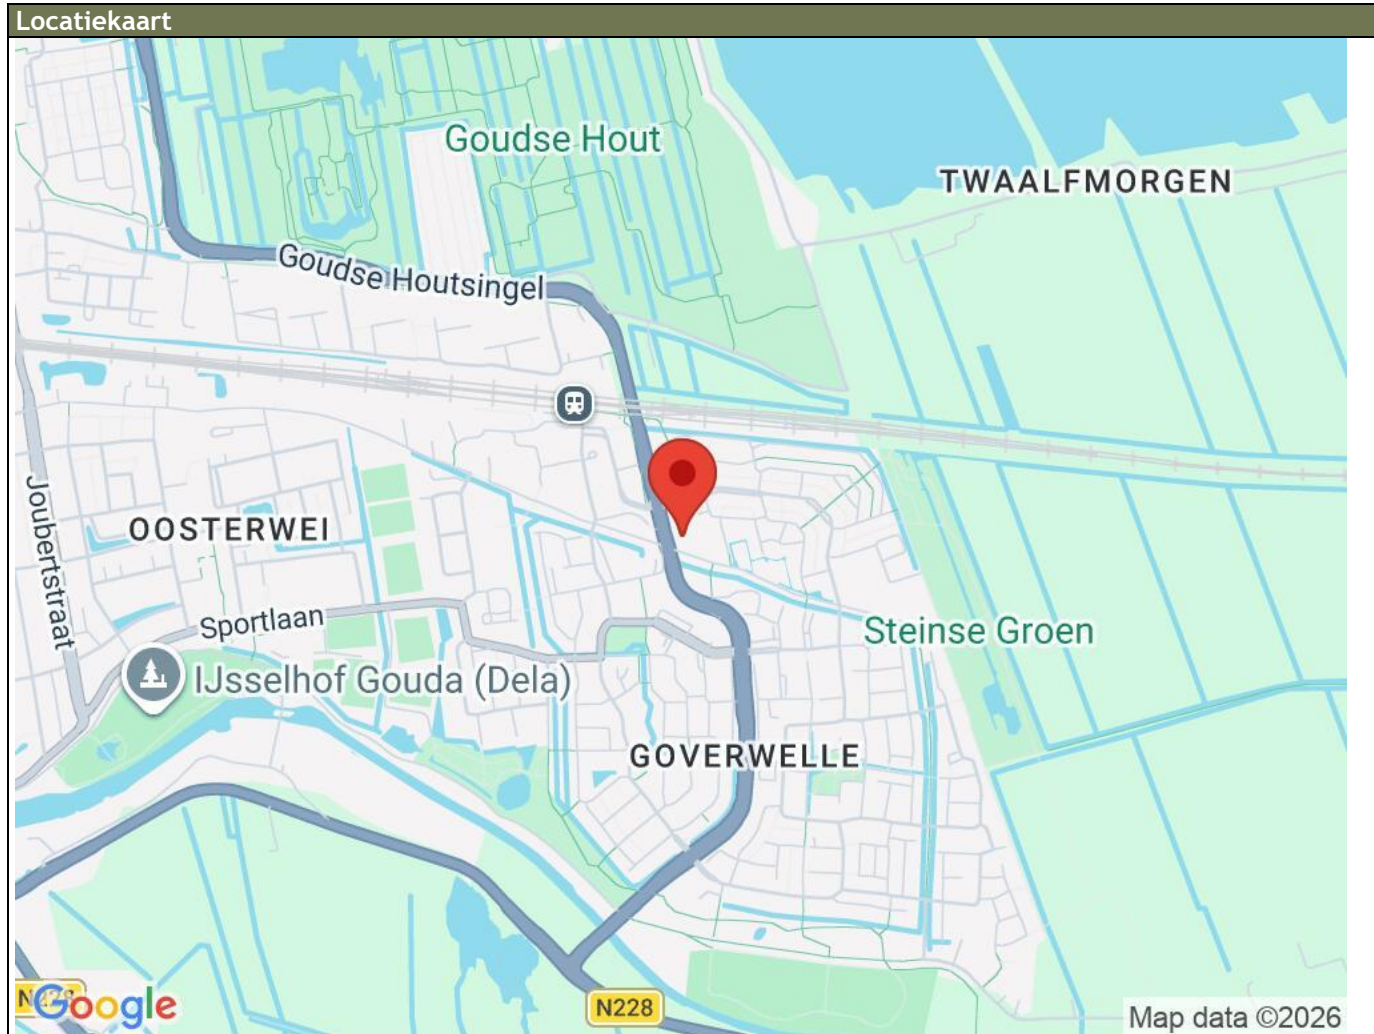 Locatiekaart
Goudse Hout
TWAALFMORGEN
Goudse Houtsingel
Joubertstraat
OOSTERWEI
Sportlaan
Steinse Groen
IJsselhof Gouda (Dela)
GOVERWELLE
N228
Google
N228
Map data ©2026